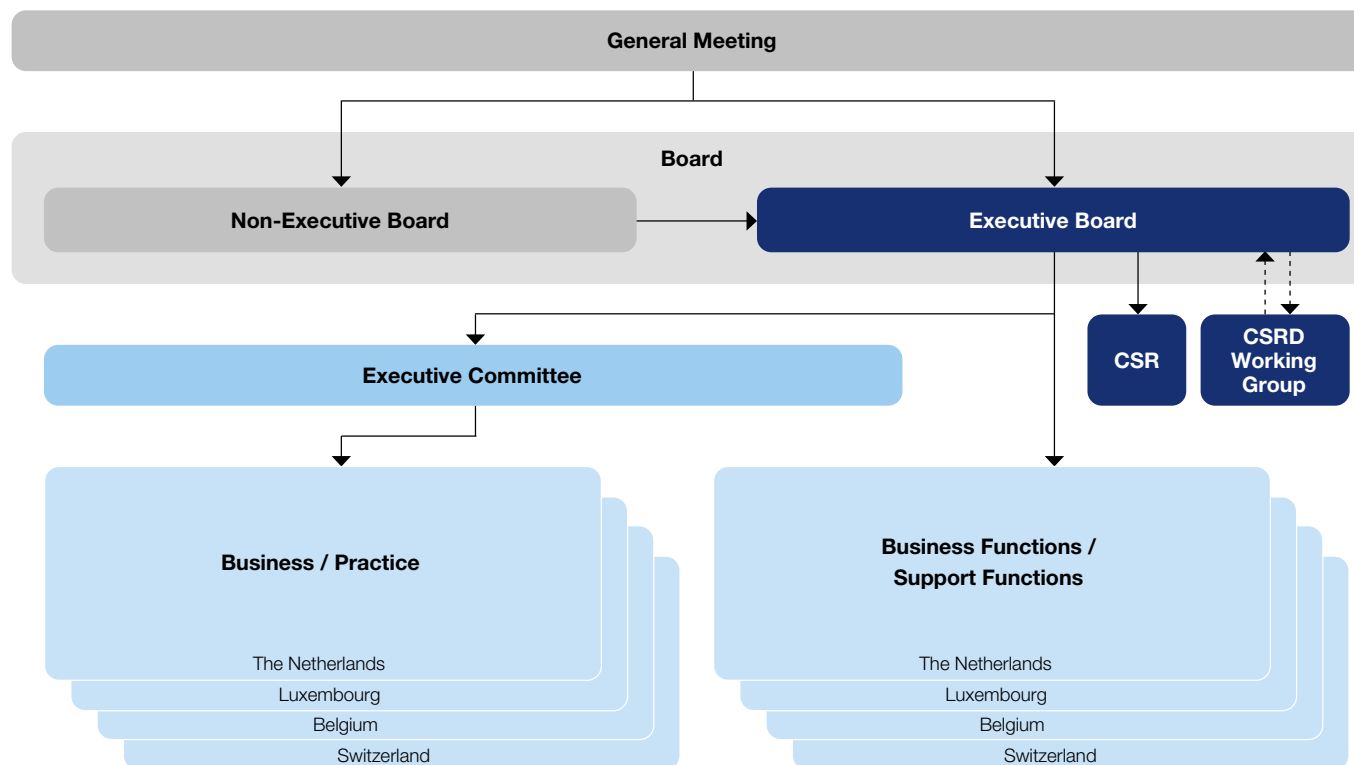 General Meeting
Board
Non-Executive Board
Executive Board
CSR
CSRD
Working
Group
Executive Committee
Business / Practice
The Netherlands
Luxembourg
Belgium
Switzerland
Business Functions /
Support Functions
The Netherlands
Luxembourg
Belgium
Switzerland